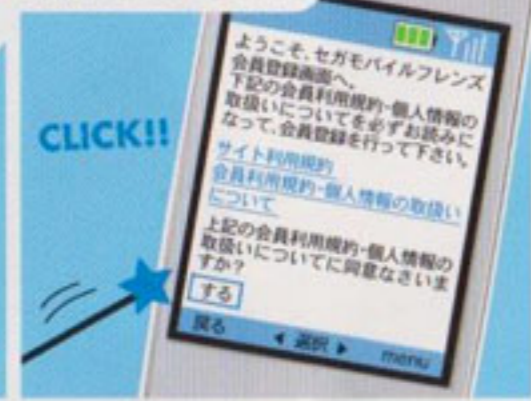 CLICK!!
ようこそ、セガモバイルフレンズ
会員登録画面へ。
下記の会員利用規約・個人情報の
取扱いについてを必ずお読みに
なって、会員登録を行って下さい。
サイト利用規約
会員利用規約・個人情報の取扱い
について
上記の会員利用規約・個人情報の
取扱いについてに同意なさいま
すか?
する
戻る ◀ 選択 ▶ menu